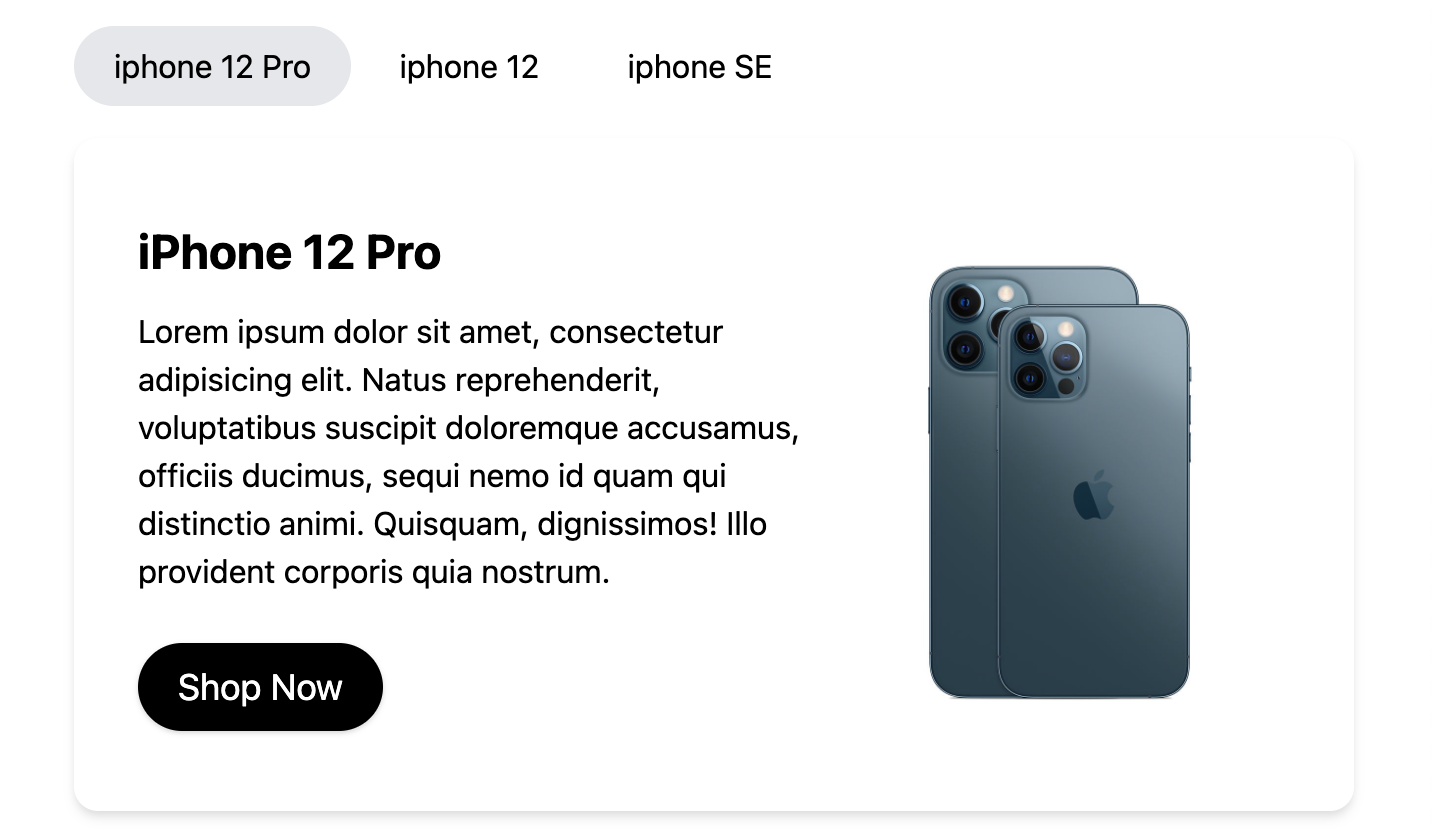 iphone 12 Pro
iphone 12
iphone SE
iPhone 12 Pro
Lorem ipsum dolor sit amet, consectetur
adipisicing elit. Natus reprehenderit,
voluptatibus suscipit doloremque accusamus,
officiis ducimus, sequi nemo id quam qui
distinctio animi. Quisquam, dignissimos! Illo
provident corporis quia nostrum.
Shop Now